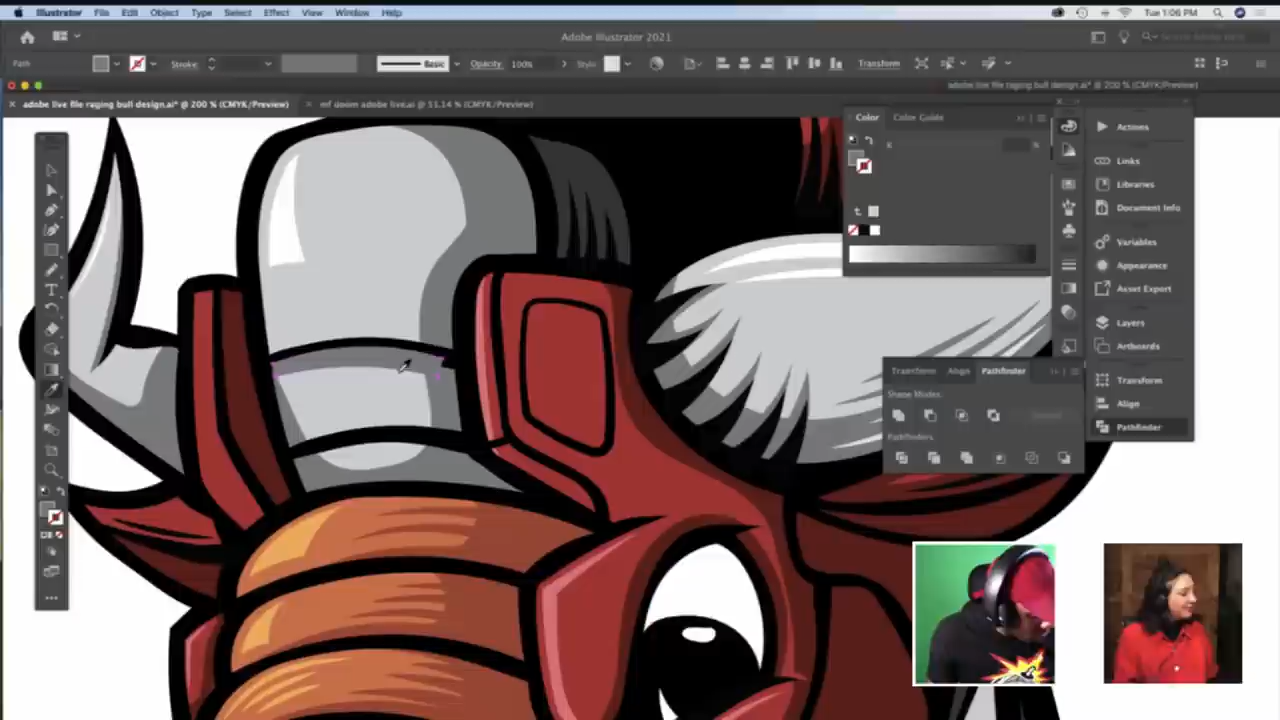 Illustrator File Edit Object Type Select Effect View Window Help
Tue 1:06 PM
Adobe Illustrator 2021
Path
Stroke:
Basic
Opacity: 100%
Style:
Transform
adobe live file raging bull design.ai* @ 200 % (CMYK/Preview)
× adobe live file raging bull design.ai* @ 200 % (CMYK/Preview)
× mf doom adobe live.ai @ 51.14 % (CMYK/Preview)
Color Color Guide
K %
Actions
Links
Libraries
Document Info
Variables
Appearance
Asset Export
Layers
Artboards
Transform
Align
Pathfinder
Transform Align Pathfinder
Shape Modes:
Pathfinders: